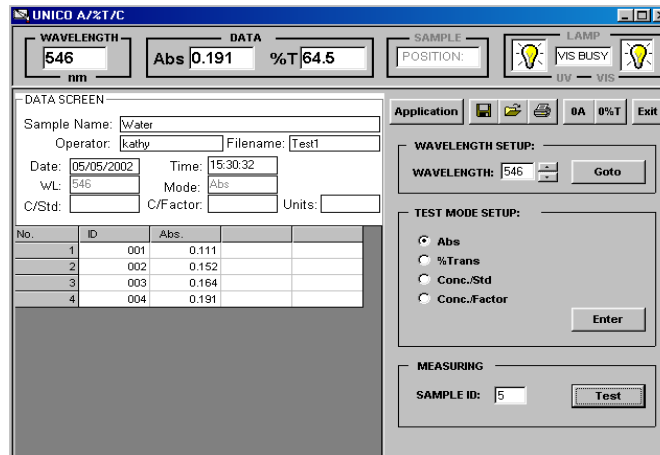 UNICO A/%T/C
WAVELENGTH
546
nm
DATA
Abs 0.191 %T 64.5
SAMPLE
POSITION:
LAMP
VIS BUSY
UV VIS
DATA SCREEN
Sample Name: Water
Operator: kathy Filename: Test1
Date: 05/05/2002 Time: 15:30:32
WL: 546 Mode: Abs
C/Std: C/Factor: Units:
No. ID Abs.
1 001 0.111
2 002 0.152
3 003 0.164
4 004 0.191
Application 0A 0%T Exit
WAVELENGTH SETUP:
WAVELENGTH: 546 Goto
TEST MODE SETUP:
Abs
%Trans
Conc./Std
Conc./Factor
Enter
MEASURING
SAMPLE ID: 5 Test